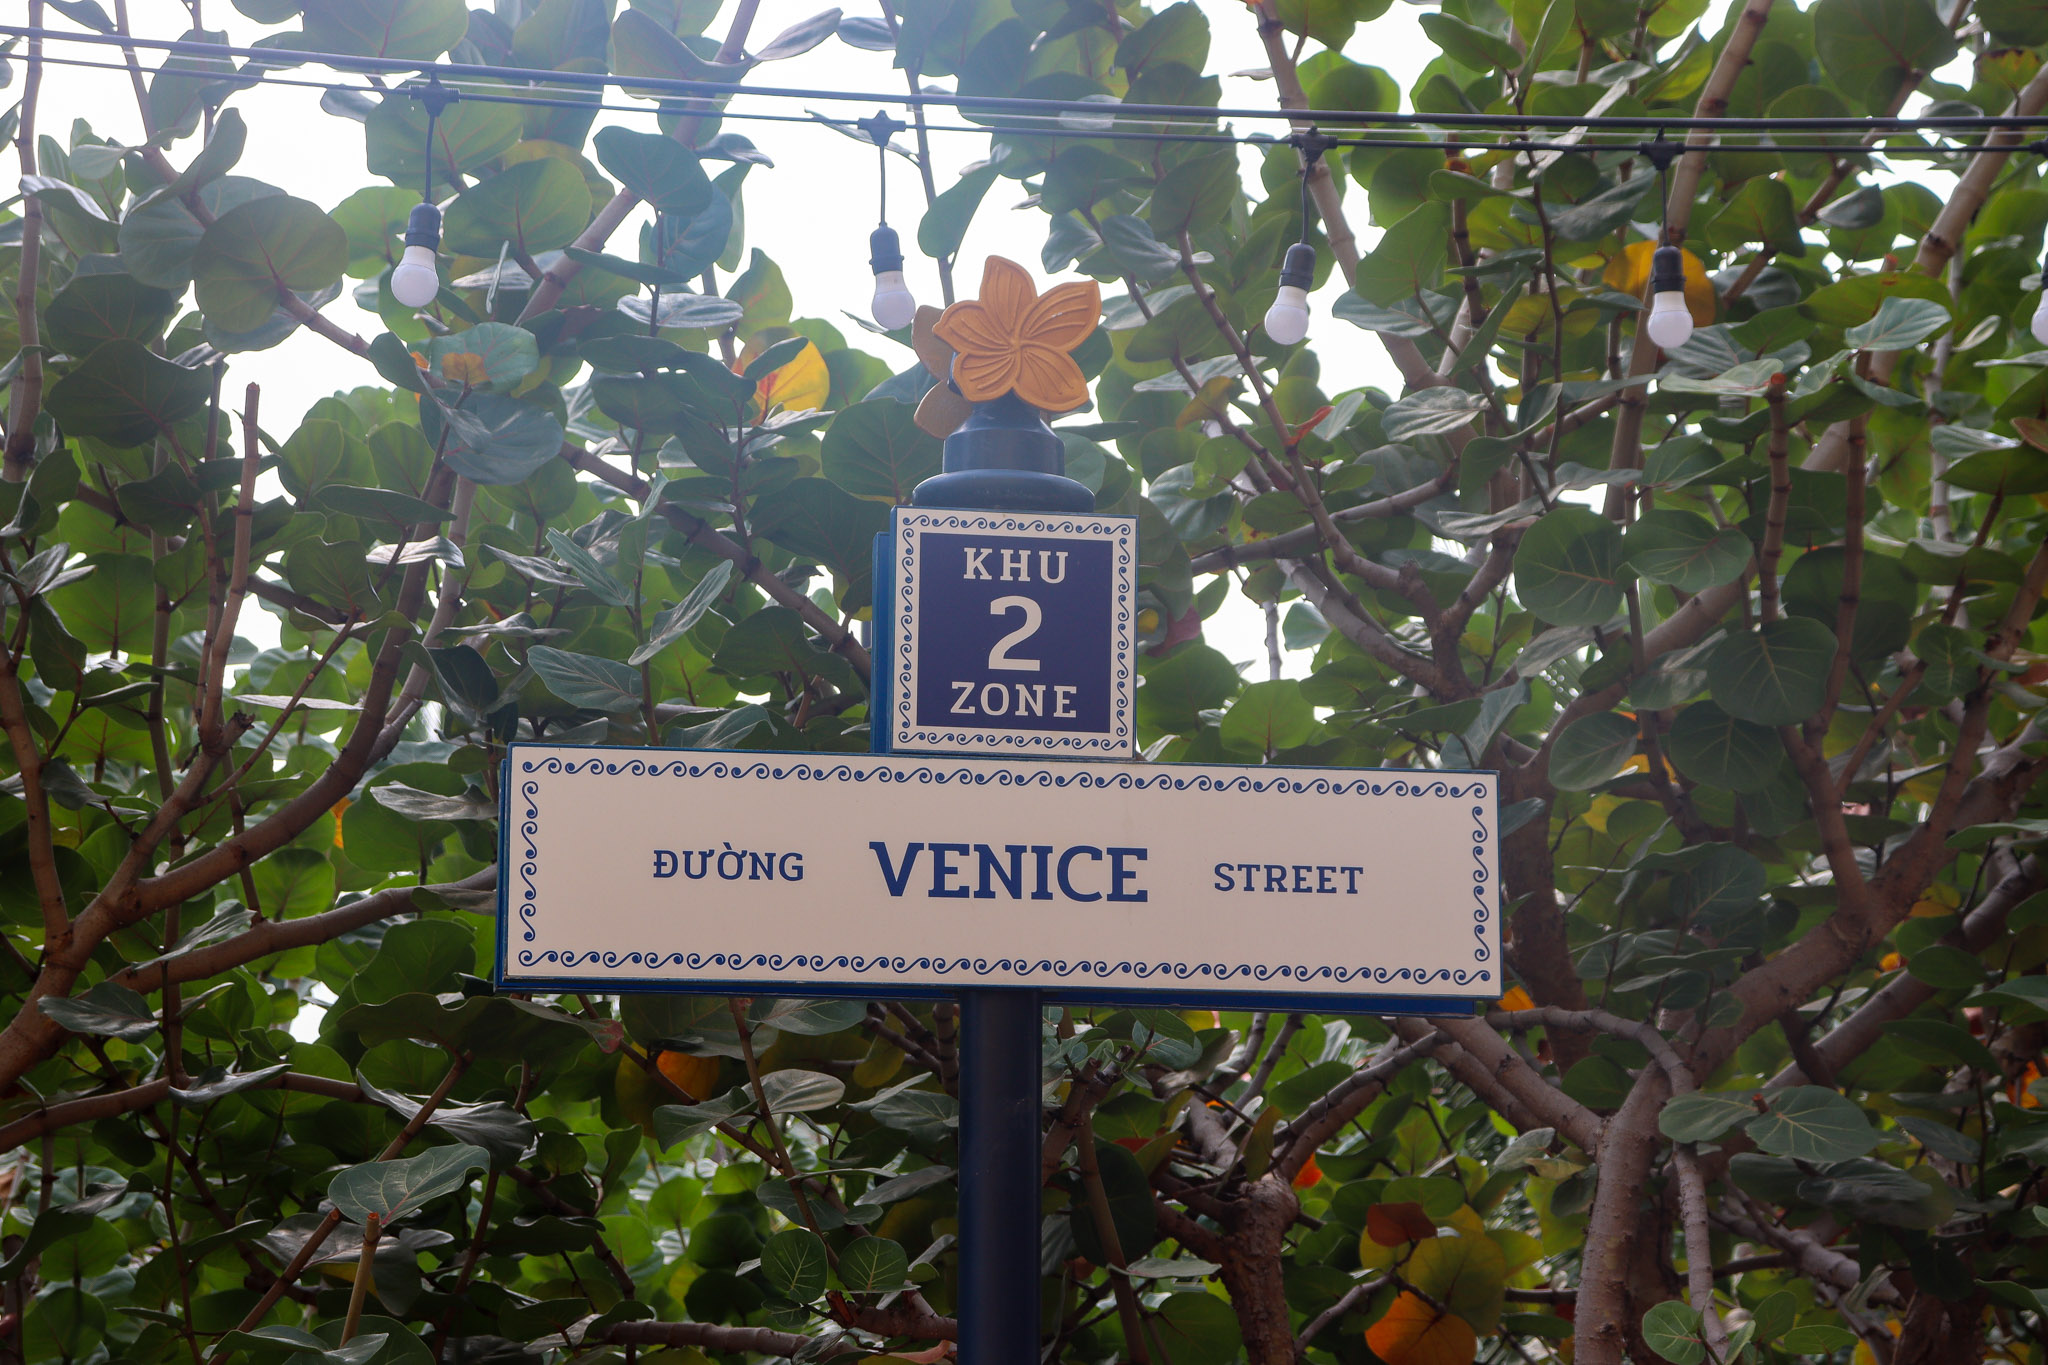 KHU
2
ZONE
ĐƯỜNG VENICE STREET